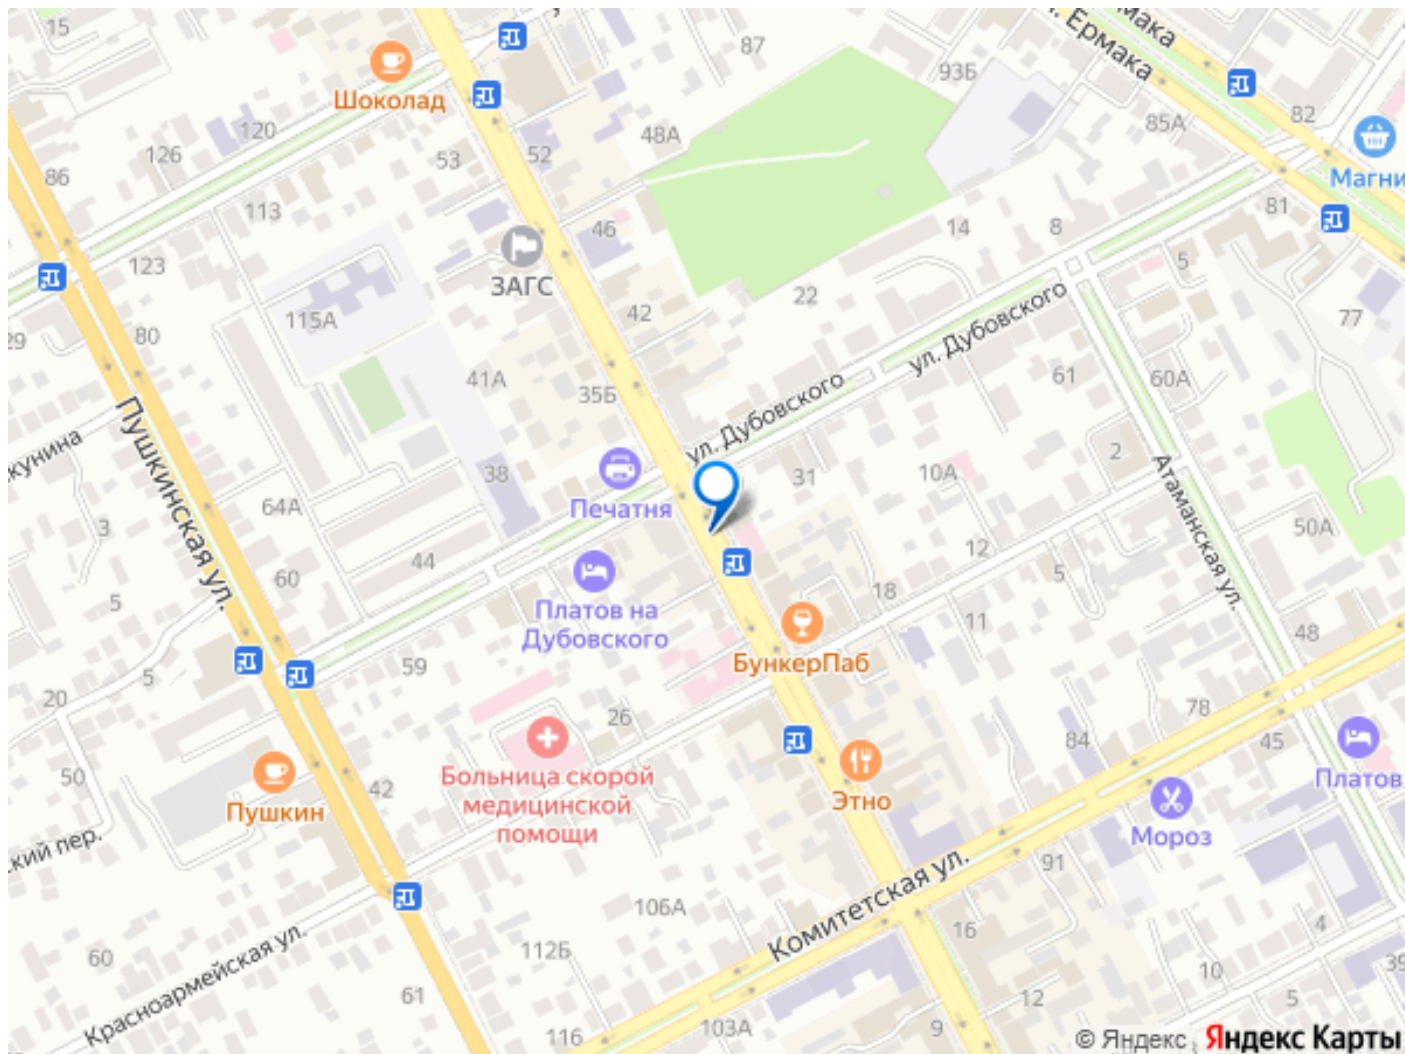 15
Шоколад
87
93Б
мака
. Ермака
82
85А
Магни
120
126
86
53
52
48А
113
46
14
8
81
5
123
ЗАГС
22
77
115А
42
80
29
41А
35Б
ул. Дубовского
61
60А
Пушкинская ул.
кунина
ул. Дубовского
31
10А
2
Атаманская ул.
38
Печатня
64А
3
50А
44
60
12
5
18
5
Платов на
Дубовского
11
48
59
БункерПаб
5
20
26
78
84
45
Платов
50
Больница скорой
медицинской
помощи
42
Пушкин
Этно
Мороз
ский пер.
91
Комитетская ул.
106А
16
4
112Б
60
Красноармейская ул.
61
10
39
5
12
9
103А
116
© Яндекс Яндекс Карты